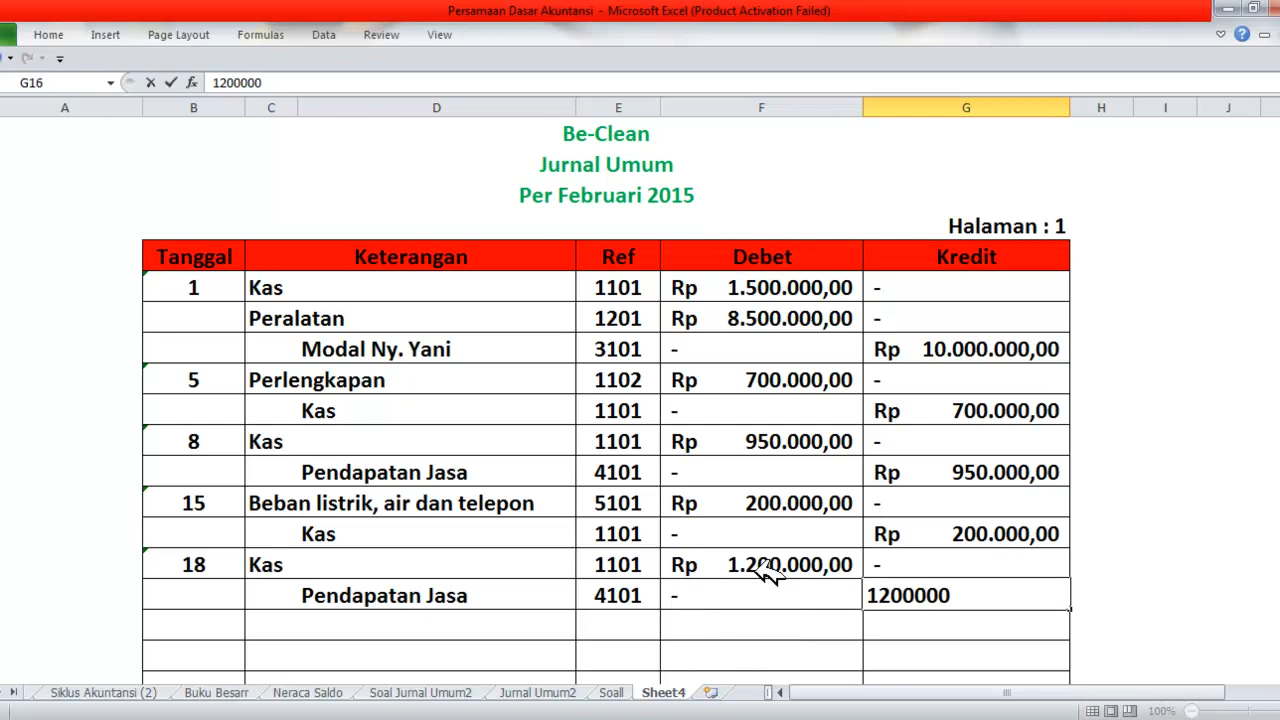 Persamaan Dasar Akuntansi - Microsoft Excel (Product Activation Failed)
Home Insert Page Layout Formulas Data Review View
G16 fx 1200000
A B C D E F G H I J
Be-Clean
Jurnal Umum
Per Februari 2015
Halaman : 1
Tanggal Keterangan Ref Debet Kredit
1 Kas 1101 Rp 1.500.000,00 -
Peralatan 1201 Rp 8.500.000,00 -
Modal Ny. Yani 3101 - Rp 10.000.000,00
5 Perlengkapan 1102 Rp 700.000,00 -
Kas 1101 - Rp 700.000,00
8 Kas 1101 Rp 950.000,00 -
Pendapatan Jasa 4101 - Rp 950.000,00
15 Beban listrik, air dan telepon 5101 Rp 200.000,00 -
Kas 1101 - Rp 200.000,00
18 Kas 1101 Rp 1.200.000,00 -
Pendapatan Jasa 4101 - 1200000
Siklus Akuntansi (2) Buku Besarr Neraca Saldo Soal Jurnal Umum2 Jurnal Umum2 Soall Sheet4
100%